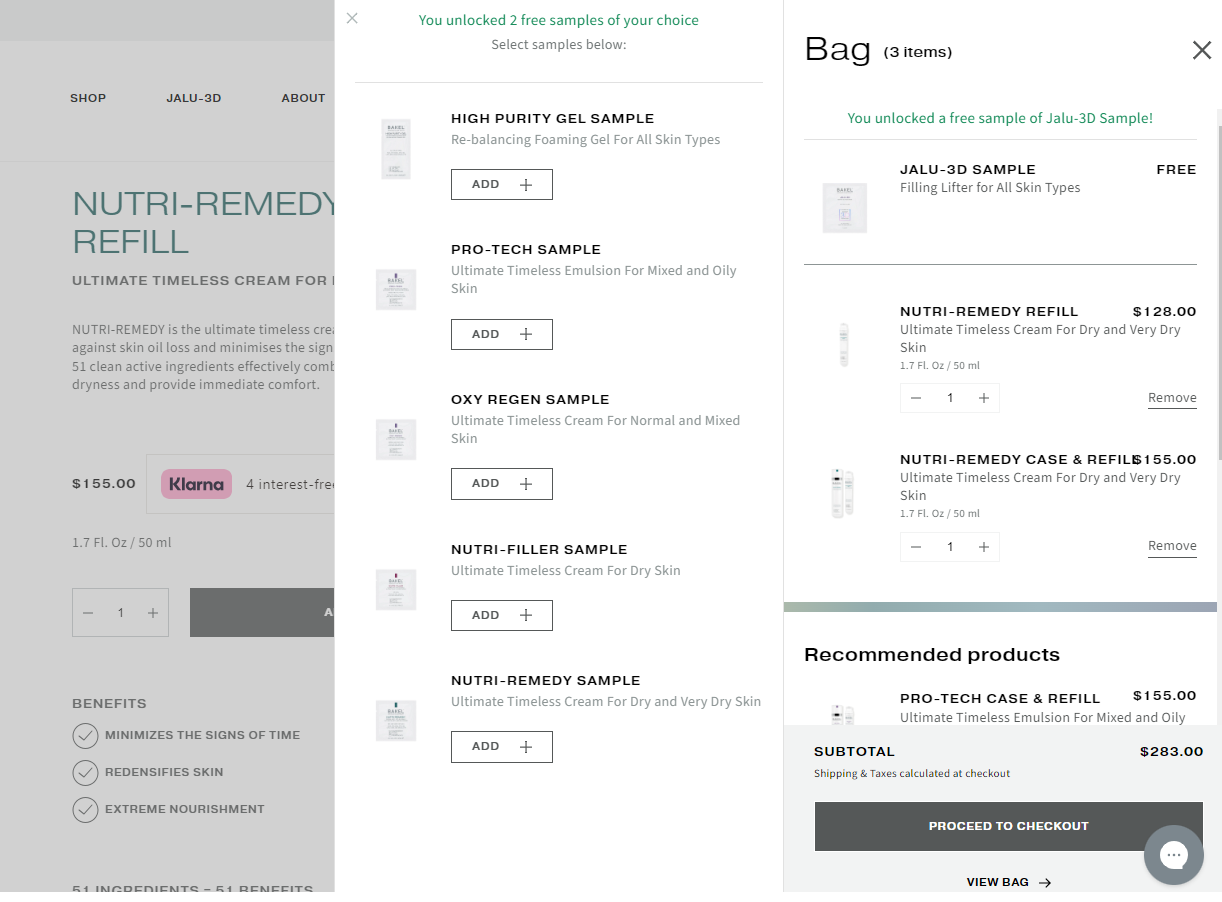 SHOP
JALU-3D
ABOUT
NUTRI-REMEDY
REFILL
ULTIMATE TIMELESS CREAM FOR
NUTRI-REMEDY is the ultimate timeless
against skin oil loss and minimises the
51 clean active ingredients effectively
dryness and provide immediate comfort.
$155.00
Klarna
4
1.7 Fl. Oz / 50 ml
1
BENEFITS
MINIMIZES THE SIGNS OF TIME
REDENSIFIES SKIN
EXTREME NOURISHMENT
51 INGREDIENTS = 51 BENEFITS
You unlocked 2 free samples of your choice
Select samples below:
HIGH PURITY GEL SAMPLE
Re-balancing Foaming Gel For All Skin Types
BAKEL
ADD
PRO-TECH SAMPLE
Ultimate Timeless Emulsion For Mixed and Oily
Skin
BAKEL
ADD
OXY REGEN SAMPLE
Ultimate Timeless Cream For Normal and Mixed
Skin
BAKEL
ADD
NUTRI-FILLER SAMPLE
Ultimate Timeless Cream For Dry Skin
BAKEL
ADD
NUTRI-REMEDY SAMPLE
Ultimate Timeless Cream For Dry and Very Dry Skin
BAKEL
ADD
Bag (3 items)
You unlocked a free sample of Jalu-3D Sample!
JALU-3D SAMPLE FREE
Filling Lifter for All Skin Types
BAKEL
NUTRI-REMEDY REFILL $128.00
Ultimate Timeless Cream For Dry and Very Dry
Skin
1.7 Fl. Oz / 50 ml
1 Remove
NUTRI-REMEDY CASE & REFILL $155.00
Ultimate Timeless Cream For Dry and Very Dry
Skin
1.7 Fl. Oz / 50 ml
1 Remove
Recommended products
PRO-TECH CASE & REFILL $155.00
Ultimate Timeless Emulsion For Mixed and Oily
SUBTOTAL $283.00
Shipping & Taxes calculated at checkout
PROCEED TO CHECKOUT
VIEW BAG